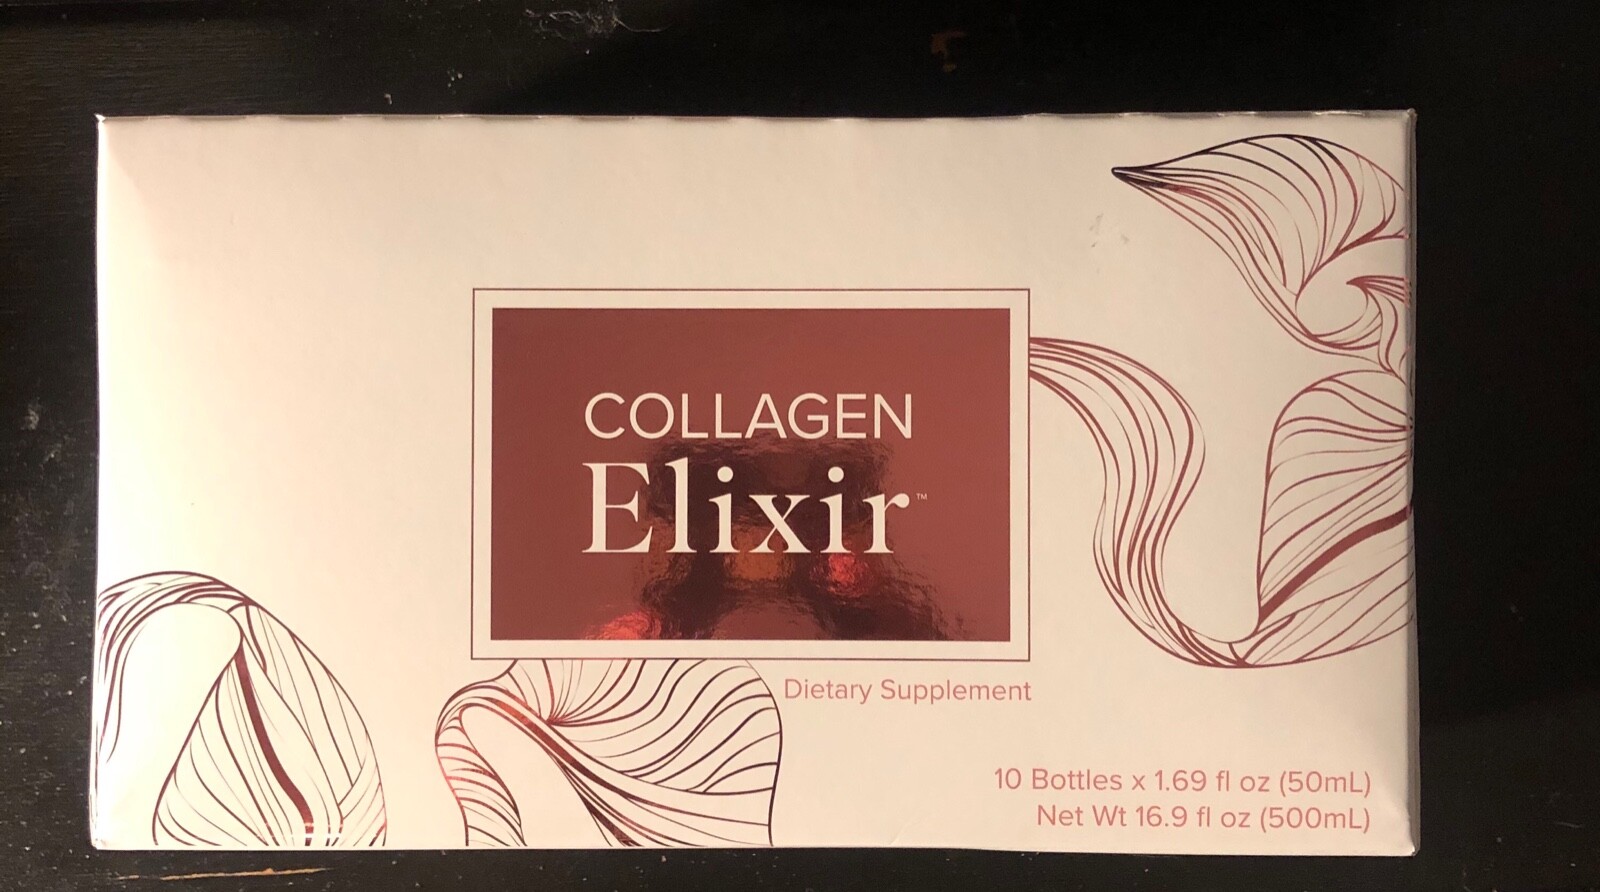 COLLAGEN
Elixir™
Dietary Supplement
10 Bottles x 1.69 fl oz (50mL)
Net Wt 16.9 fl oz (500mL)